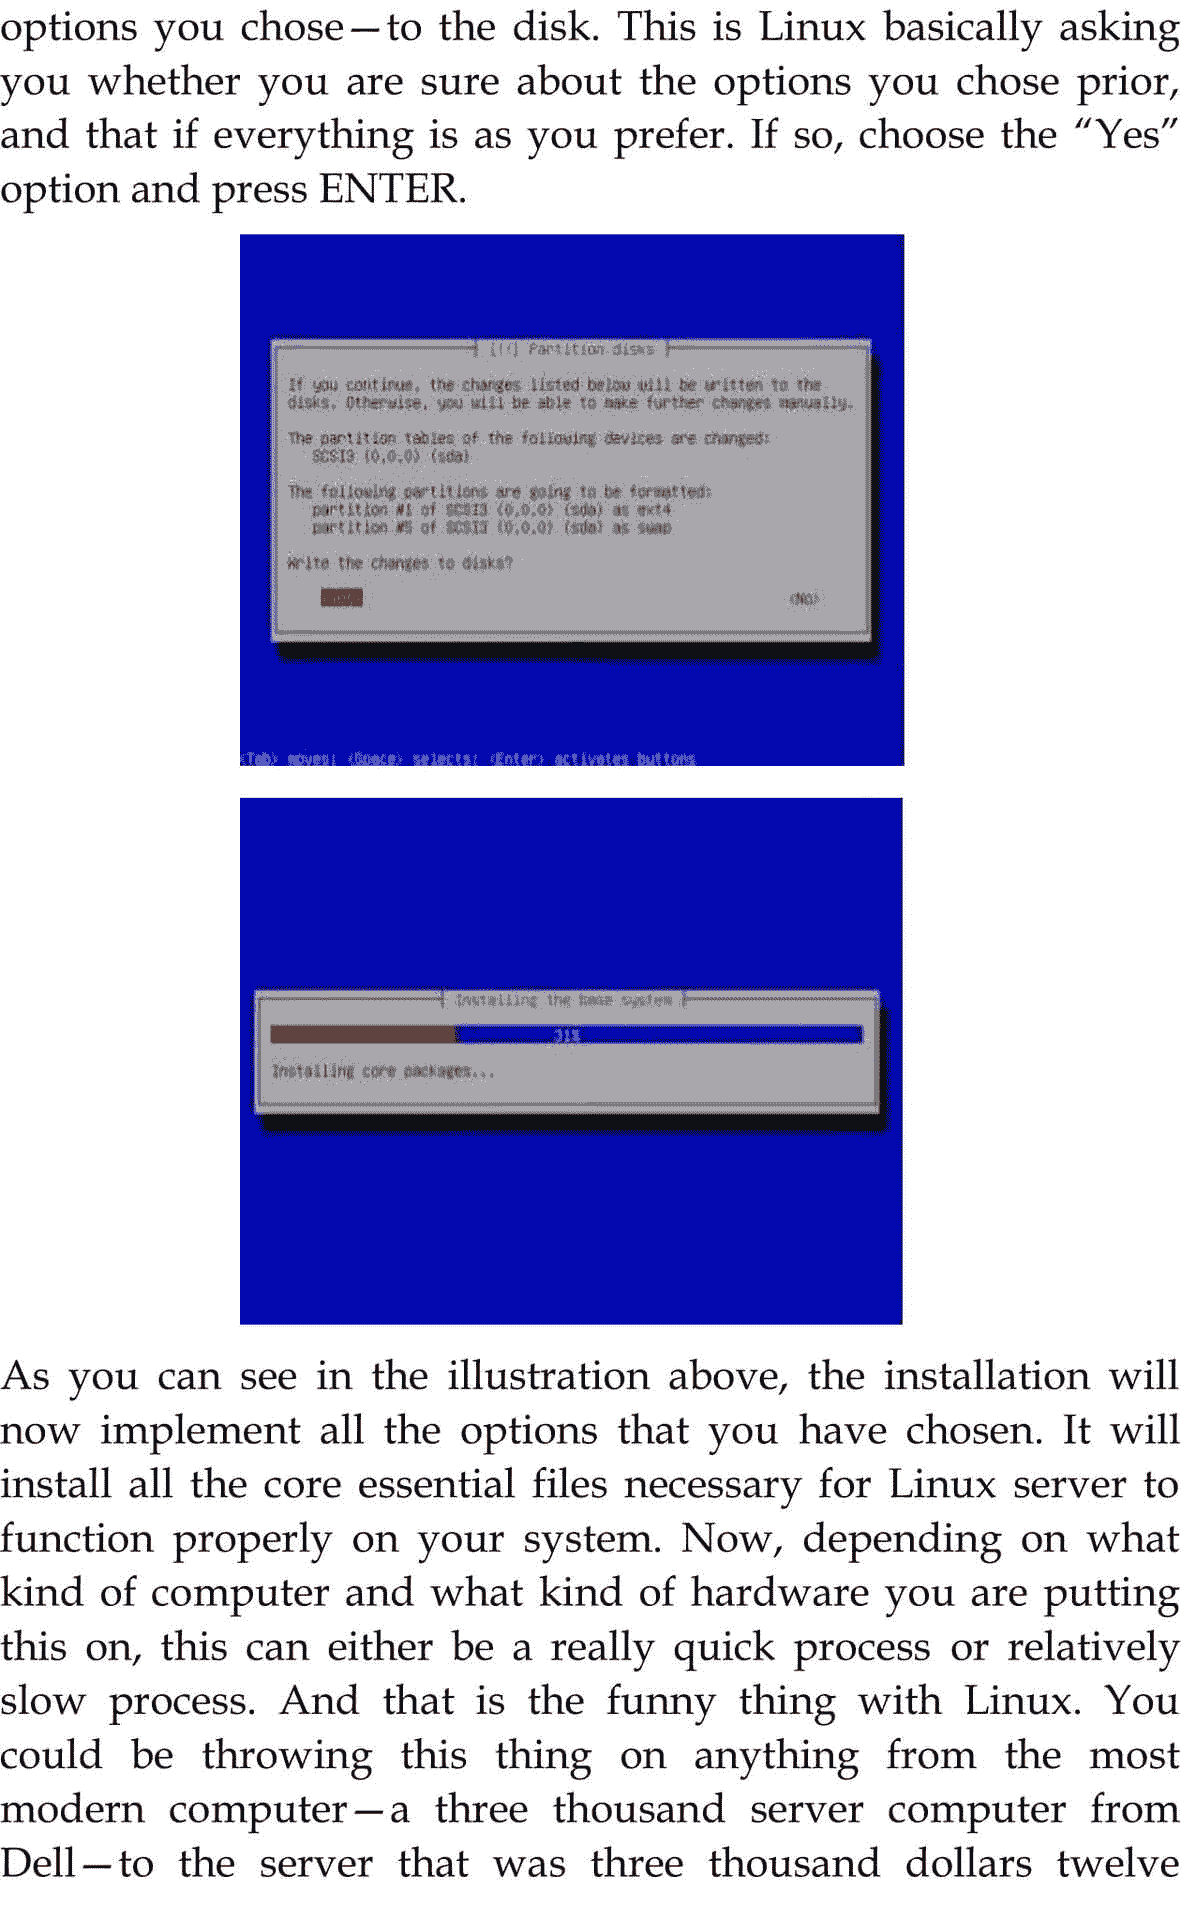 options you chose—to the disk. This is Linux basically asking
you whether you are sure about the options you chose prior,
and that if everything is as you prefer. If so, choose the “Yes”
option and press ENTER.
[!!] Partition disks
If you continue, the changes listed below will be written to the
disks. Otherwise, you will be able to make further changes manually.
The partition tables of the following devices are changed:
SCSI3 (0,0,0) (sda)
The following partitions are going to be formatted:
partition #1 of SCSI3 (0,0,0) (sda) as ext4
partition #5 of SCSI3 (0,0,0) (sda) as swap
Write the changes to disks?
<No>
<Tab> moves; <Space> selects; <Enter> activates buttons
Installing the base system
31%
Installing core packages...
As you can see in the illustration above, the installation will
now implement all the options that you have chosen. It will
install all the core essential files necessary for Linux server to
function properly on your system. Now, depending on what
kind of computer and what kind of hardware you are putting
this on, this can either be a really quick process or relatively
slow process. And that is the funny thing with Linux. You
could be throwing this thing on anything from the most
modern computer—a three thousand server computer from
Dell—to the server that was three thousand dollars twelve